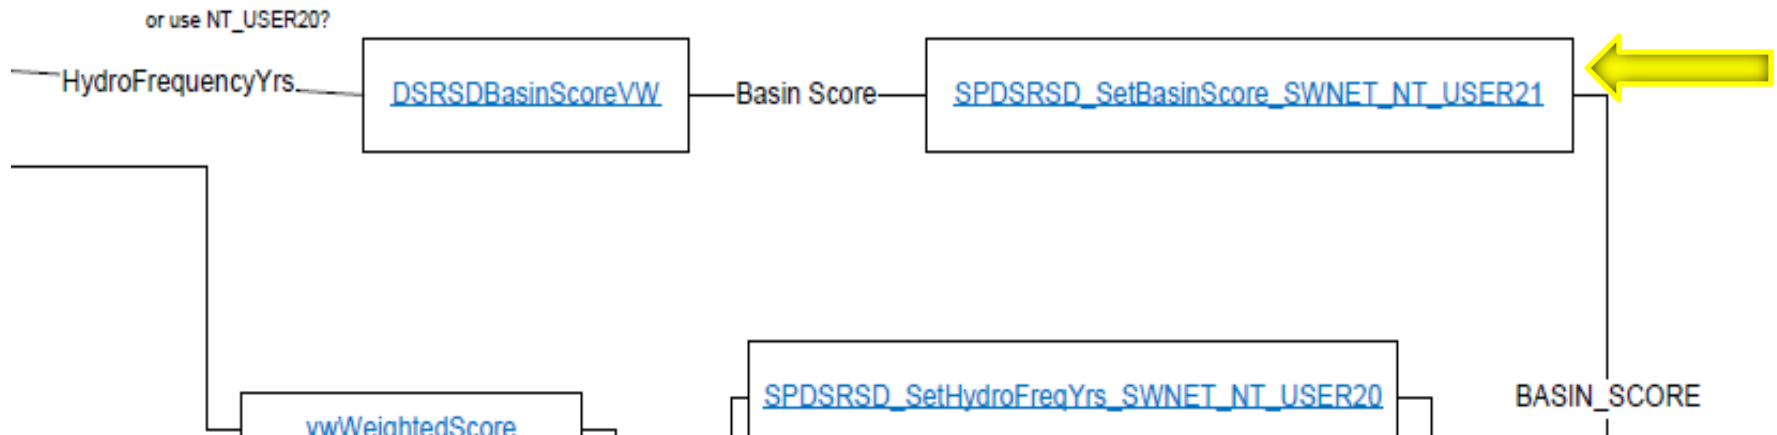 or use NT_USER20?
HydroFrequencyYrs
DSRSDBasinScoreVW
Basin Score
SPDSRSD_SetBasinScore_SWNET_NT_USER21
SPDSRSD_SetHydroFreqYrs_SWNET_NT_USER20
BASIN_SCORE
vwWeightedScore